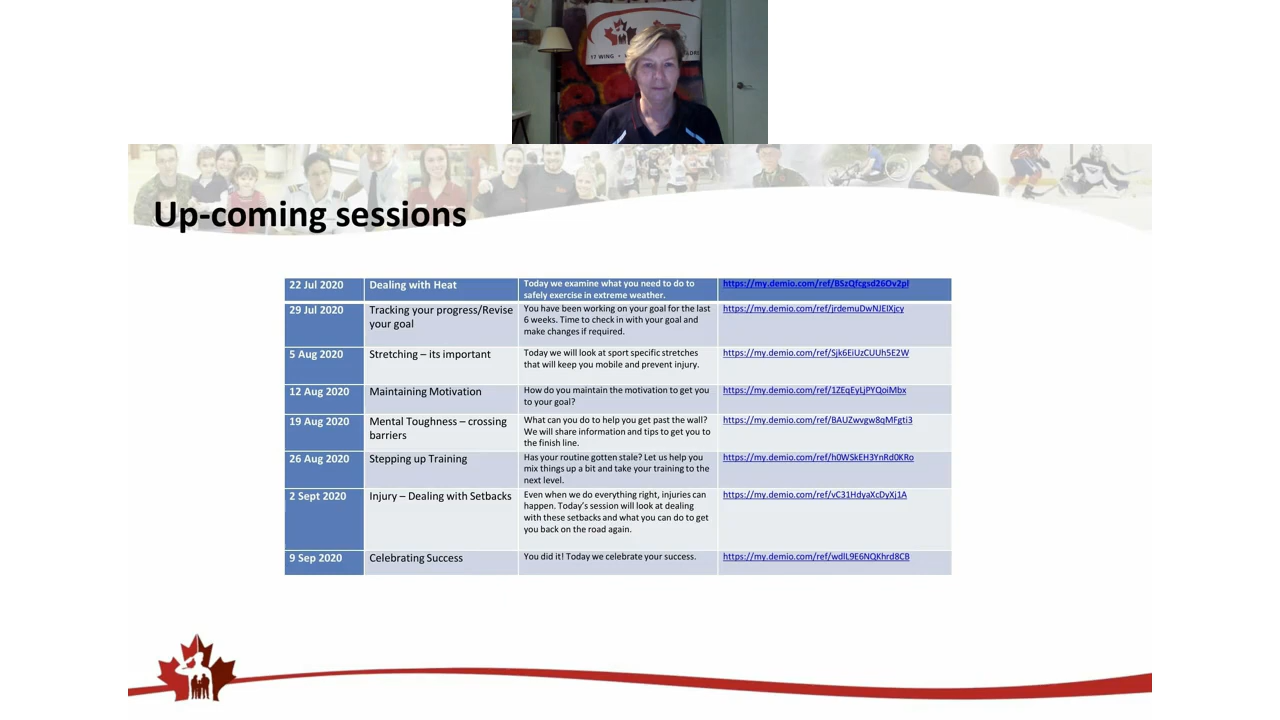 17 WING
Up-coming sessions
22 Jul 2020
Dealing with Heat
Today we examine what you need to do to
safely exercise in extreme weather.
https://my.demio.com/ref/BSzQfcgsd26Ov2pl
29 Jul 2020
Tracking your progress/Revise
your goal
You have been working on your goal for the last
6 weeks. Time to check in with your goal and
make changes if required.
https://my.demio.com/ref/jrdemuDwNJElXjcy
5 Aug 2020
Stretching – its important
Today we will look at sport specific stretches
that will keep you mobile and prevent injury.
https://my.demio.com/ref/Sjk6EiUzCUUh5E2W
12 Aug 2020
Maintaining Motivation
How do you maintain the motivation to get you
to your goal?
https://my.demio.com/ref/1ZEqEyLjPYQoiMbx
19 Aug 2020
Mental Toughness – crossing
barriers
What can you do to help you get past the wall?
We will share information and tips to get you to
the finish line.
https://my.demio.com/ref/BAUZwvgw8qMFgti3
26 Aug 2020
Stepping up Training
Has your routine gotten stale? Let us help you
mix things up a bit and take your training to the
next level.
https://my.demio.com/ref/h0WSkEH3YnRd0KRo
2 Sept 2020
Injury – Dealing with Setbacks
Even when we do everything right, injuries can
happen. Today's session will look at dealing
with these setbacks and what you can do to get
you back on the road again.
https://my.demio.com/ref/vC31HdyaXcDyXj1A
9 Sep 2020
Celebrating Success
You did it! Today we celebrate your success.
https://my.demio.com/ref/wdlL9E6NQKhrd8CB